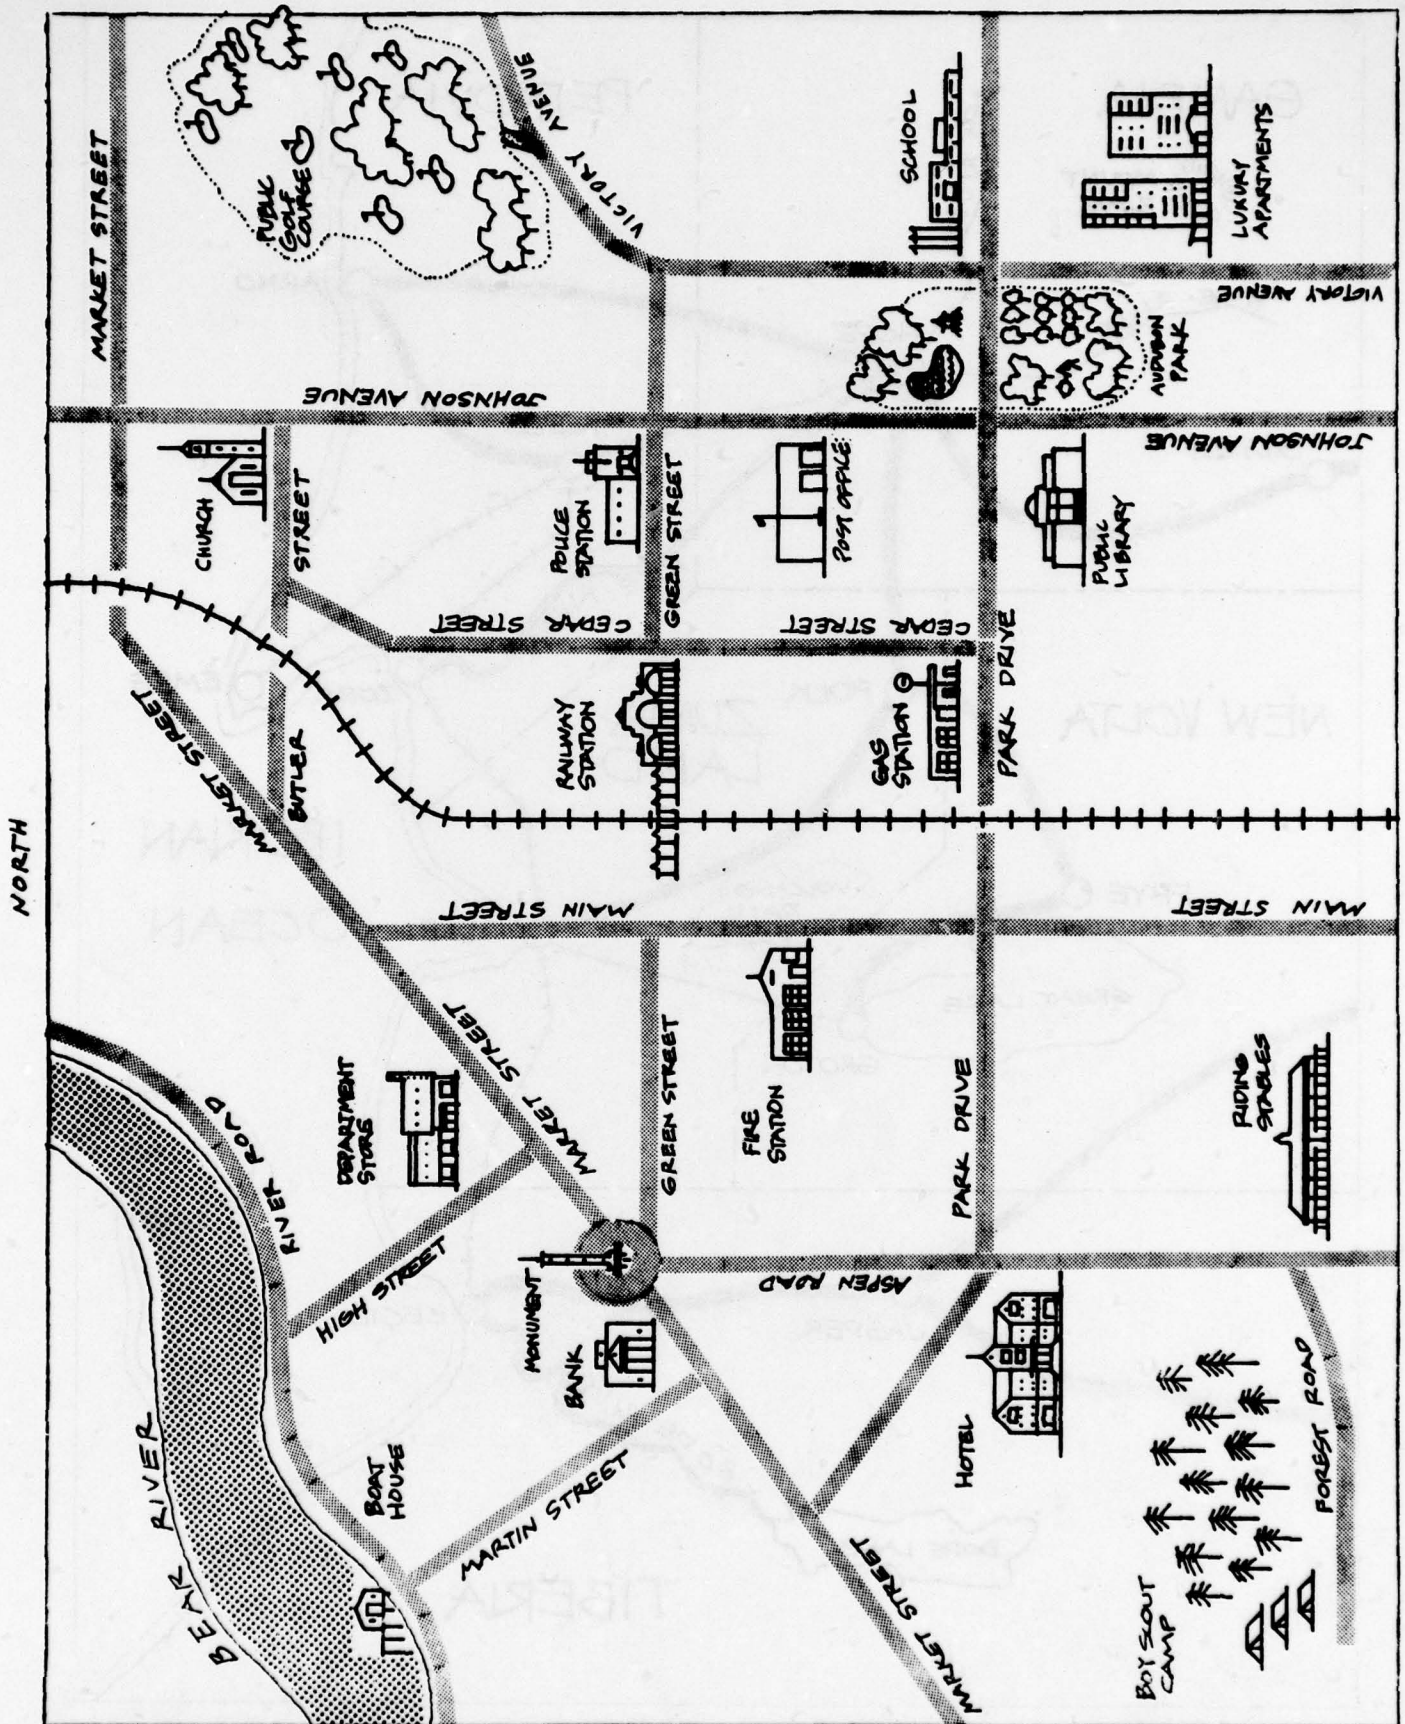 NORTH
MARKET STREET
PUBLIC
GOLF
COURSE
VICTORY AVENUE
SCHOOL
LUXURY
APARTMENTS
VICTORY AVENUE
JOHNSON AVENUE
AUDUBON
PARK
JOHNSON AVENUE
CHURCH
STREET
POLICE
STATION
GREEN STREET
POST OFFICE
PUBLIC
LIBRARY
CEDAR STREET
CEDAR STREET
PARK DRIVE
MARKET STREET
BUTLER
RAILWAY
STATION
GAS
STATION
MAIN STREET
MAIN STREET
RIVER ROAD
DEPARTMENT
STORE
MARKET STREET
GREEN STREET
FIRE
STATION
PARK DRIVE
RIDING
STABLES
HIGH STREET
MONUMENT
ASPEN ROAD
BANK
BEAR RIVER
BOAT
HOUSE
MARTIN STREET
HOTEL
FOREST ROAD
MARKET STREET
BOY SCOUT
CAMP
NEW VOLTA
OCEAN
TIBERIA